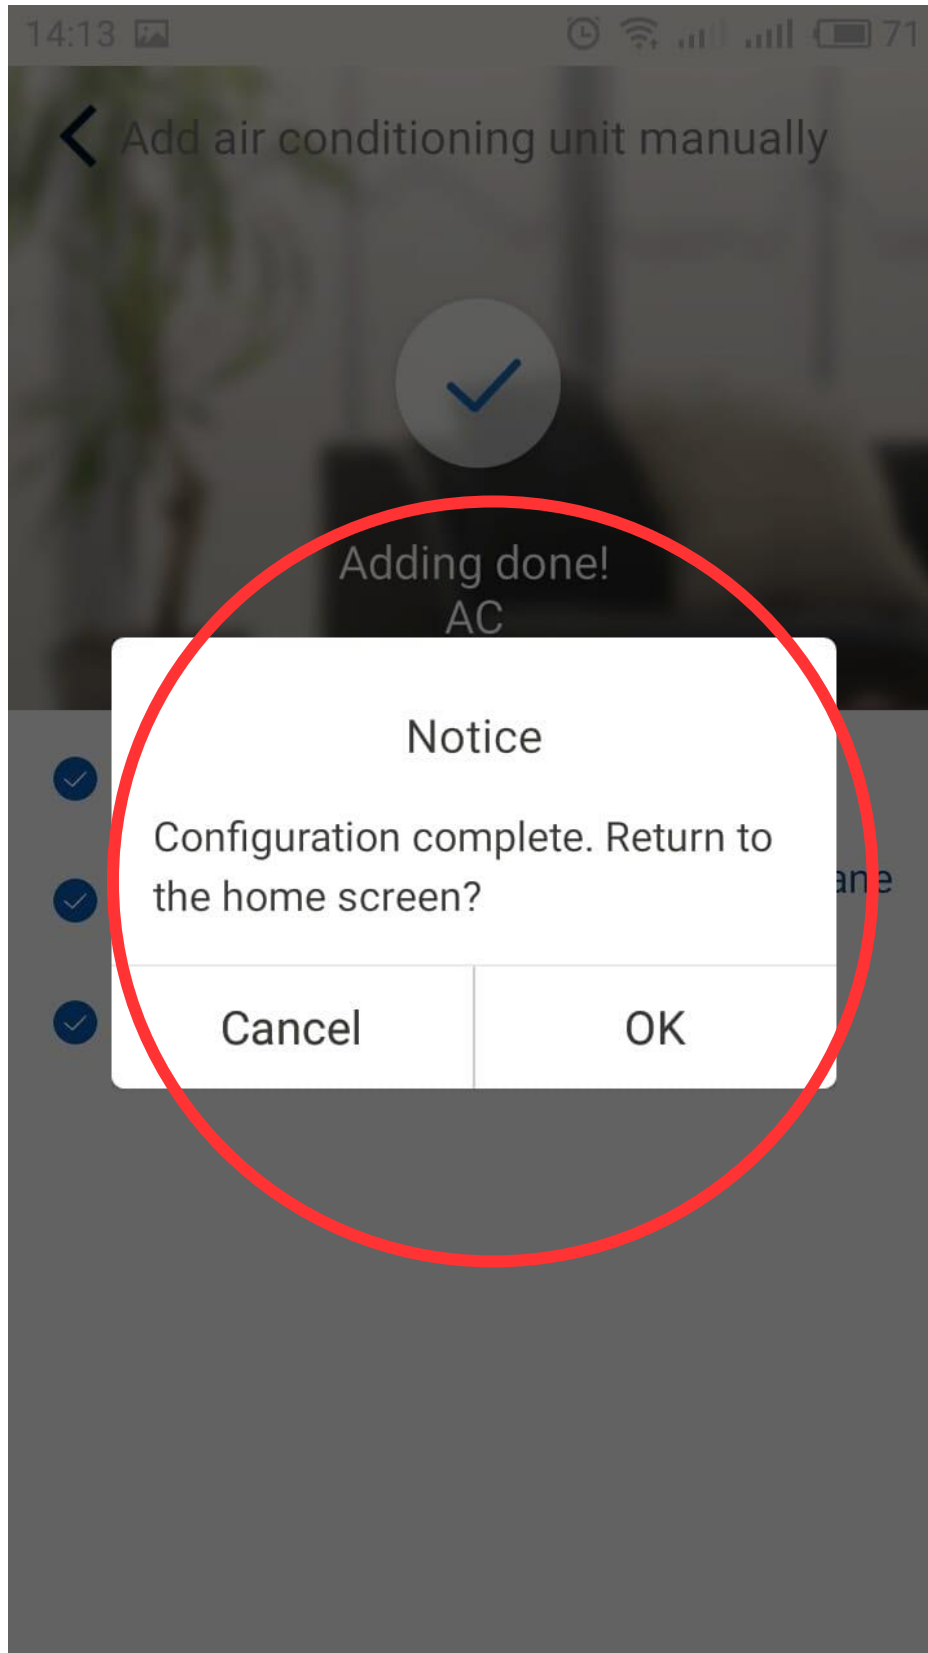 14:13
71
Add air conditioning unit manually
Adding done!
AC
Notice
Configuration complete. Return to
the home screen?
Cancel
OK